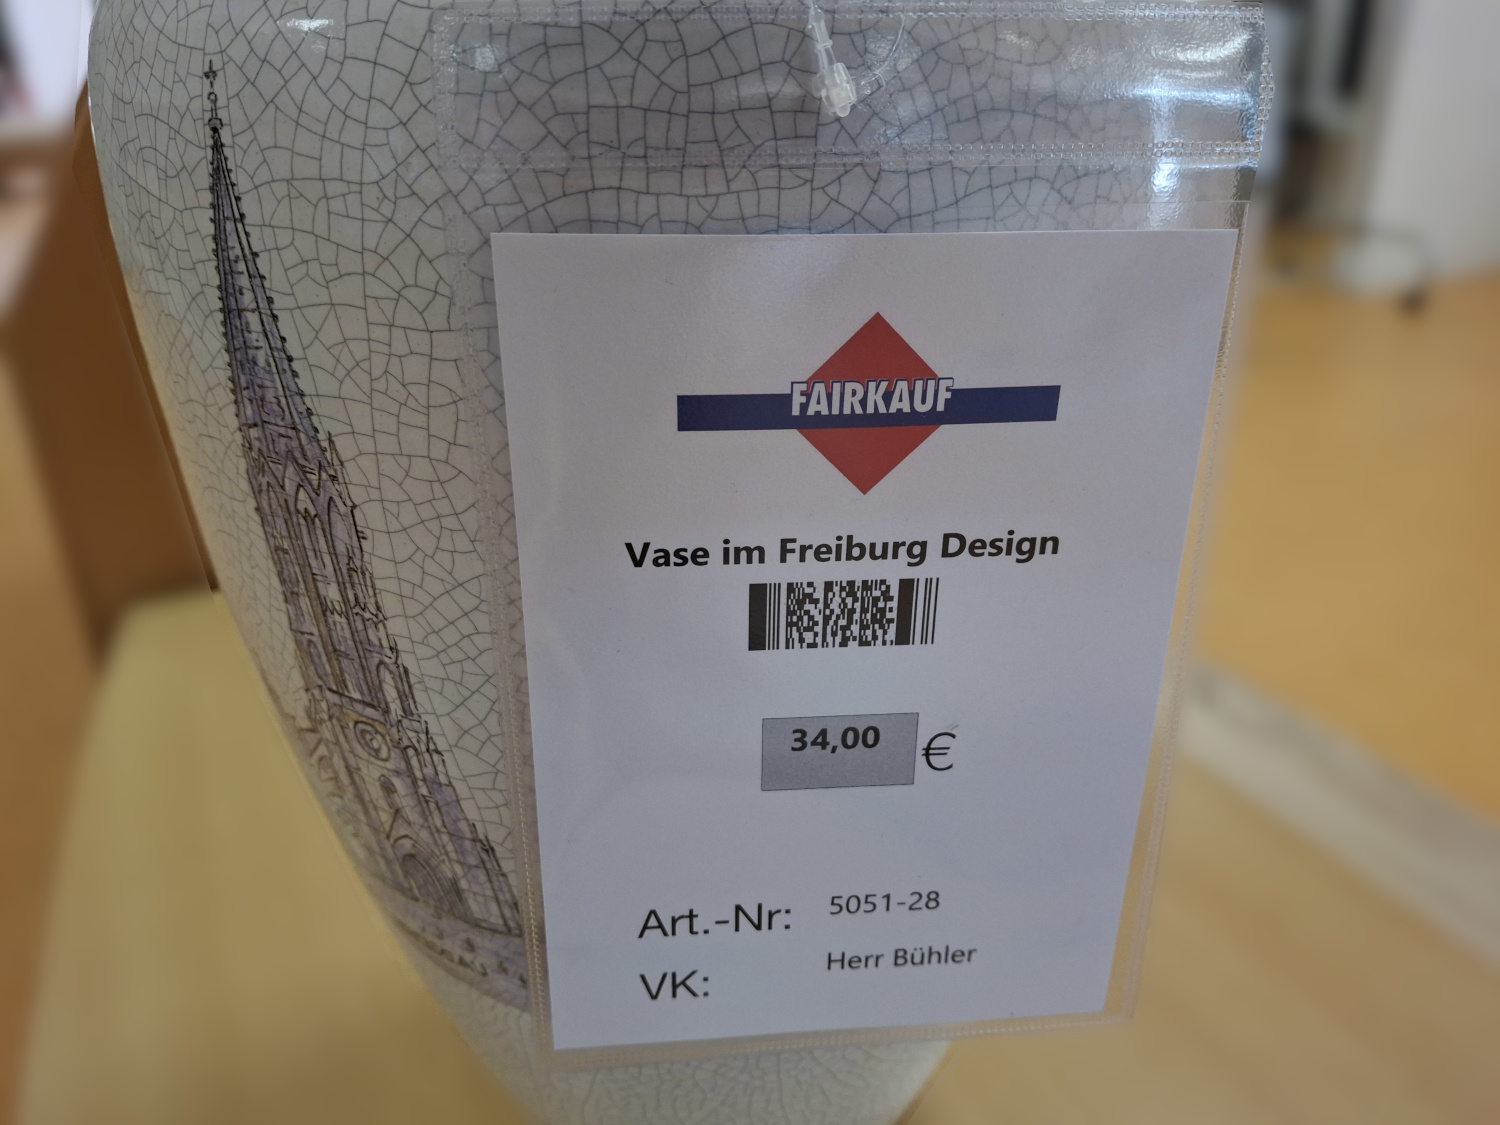 FAIRKAUF
Vase im Freiburg Design
34,00 €
Art.-Nr: 5051-28
VK: Herr Bühler